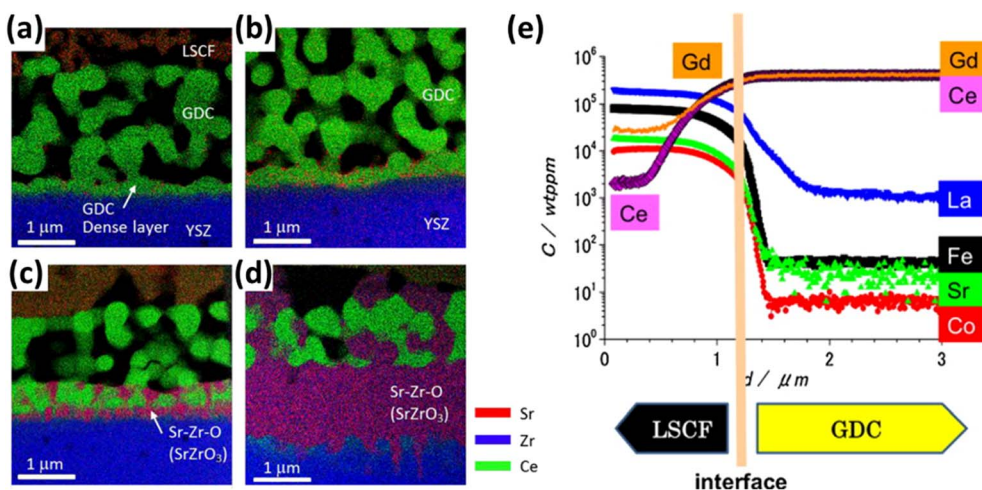 (a)
LSCF
GDC
GDC
Dense layer
YSZ
1 μm
(b)
GDC
YSZ
1 μm
(c)
Sr-Zr-O
(SrZrO3)
1 μm
(d)
Sr-Zr-O
(SrZrO3)
1 μm
Sr
Zr
Ce
(e)
C / wtppm
10^6
10^5
10^4
10^3
10^2
10^1
10^0
Gd
Ce
Gd
Ce
La
Fe
Sr
Co
0 1 2 3
d / μm
LSCF
GDC
interface